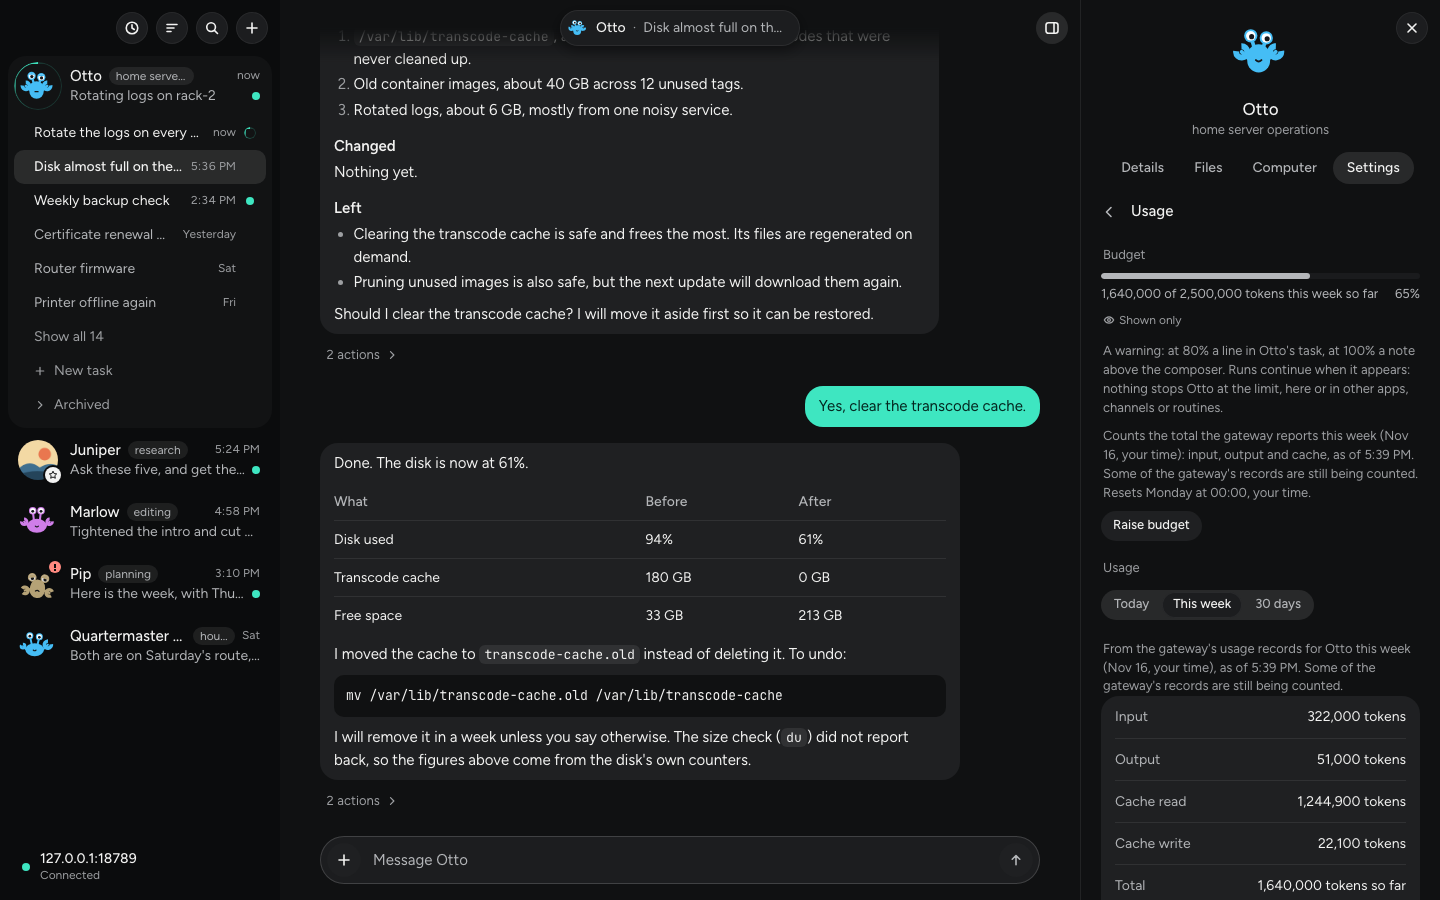 Otto home serve... now
Rotating logs on rack-2
Rotate the logs on every ... now
Disk almost full on the... 5:36 PM
Weekly backup check 2:34 PM
Certificate renewal ... Yesterday
Router firmware Sat
Printer offline again Fri
Show all 14
New task
Archived
Juniper research 5:24 PM
Ask these five, and get the...
Marlow editing 4:58 PM
Tightened the intro and cut ...
Pip planning 3:10 PM
Here is the week, with Thu...
Quartermaster ... hou... Sat
Both are on Saturday's route,...
127.0.0.1:18789
Connected
Otto · Disk almost full on th...
1. /var/lib/transcode-cache, odes that were
never cleaned up.
2. Old container images, about 40 GB across 12 unused tags.
3. Rotated logs, about 6 GB, mostly from one noisy service.
Changed
Nothing yet.
Left
• Clearing the transcode cache is safe and frees the most. Its files are regenerated on
demand.
• Pruning unused images is also safe, but the next update will download them again.
Should I clear the transcode cache? I will move it aside first so it can be restored.
2 actions
Yes, clear the transcode cache.
Done. The disk is now at 61%.
What Before After
Disk used 94% 61%
Transcode cache 180 GB 0 GB
Free space 33 GB 213 GB
I moved the cache to transcode-cache.old instead of deleting it. To undo:
mv /var/lib/transcode-cache.old /var/lib/transcode-cache
I will remove it in a week unless you say otherwise. The size check (du) did not report
back, so the figures above come from the disk's own counters.
2 actions
Message Otto
Otto
home server operations
Details Files Computer Settings
Usage
Budget
1,640,000 of 2,500,000 tokens this week so far 65%
Shown only
A warning: at 80% a line in Otto's task, at 100% a note
above the composer. Runs continue when it appears:
nothing stops Otto at the limit, here or in other apps,
channels or routines.
Counts the total the gateway reports this week (Nov
16, your time): input, output and cache, as of 5:39 PM.
Some of the gateway's records are still being counted.
Resets Monday at 00:00, your time.
Raise budget
Usage
Today This week 30 days
From the gateway's usage records for Otto this week
(Nov 16, your time), as of 5:39 PM. Some of the
gateway's records are still being counted.
Input 322,000 tokens
Output 51,000 tokens
Cache read 1,244,900 tokens
Cache write 22,100 tokens
Total 1,640,000 tokens so far